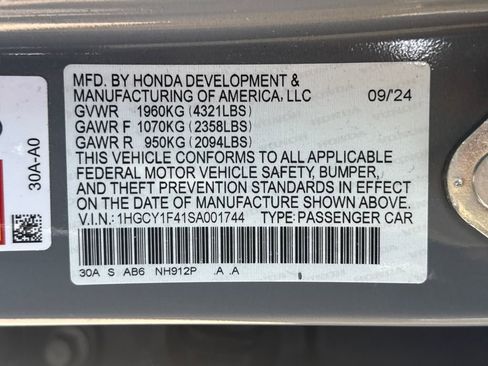 MFD. BY HONDA DEVELOPMENT &
MANUFACTURING OF AMERICA, LLC 09/24
GVWR 1960KG (4321LBS)
GAWR F 1070KG (2358LBS)
GAWR R 950KG (2094LBS)
THIS VEHICLE CONFORMS TO ALL APPLICABLE
FEDERAL MOTOR VEHICLE SAFETY, BUMPER,
AND THEFT PREVENTION STANDARDS IN EFFECT
ON THE DATE OF MANUFACTURE SHOWN ABOVE.
V.I.N.: 1HGCY1F41SA001744 TYPE: PASSENGER CAR
30A S AB6 NH912P .A .A
30A-A0